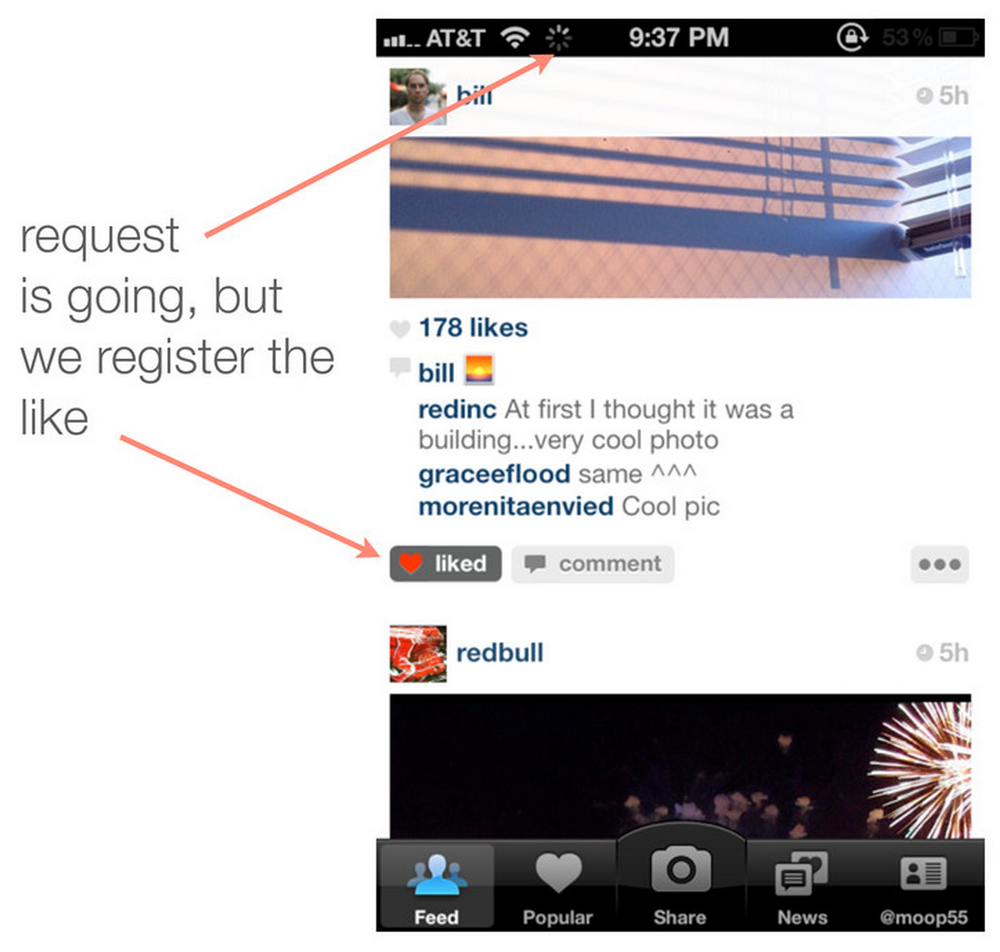 AT&T 9:37 PM 53%
bill 5h
request
is going, but
we register the
like
178 likes
bill
redinc At first I thought it was a
building...very cool photo
graceeflood same ^^^
morenitaenvied Cool pic
liked comment
redbull 5h
Feed Popular Share News @moop55